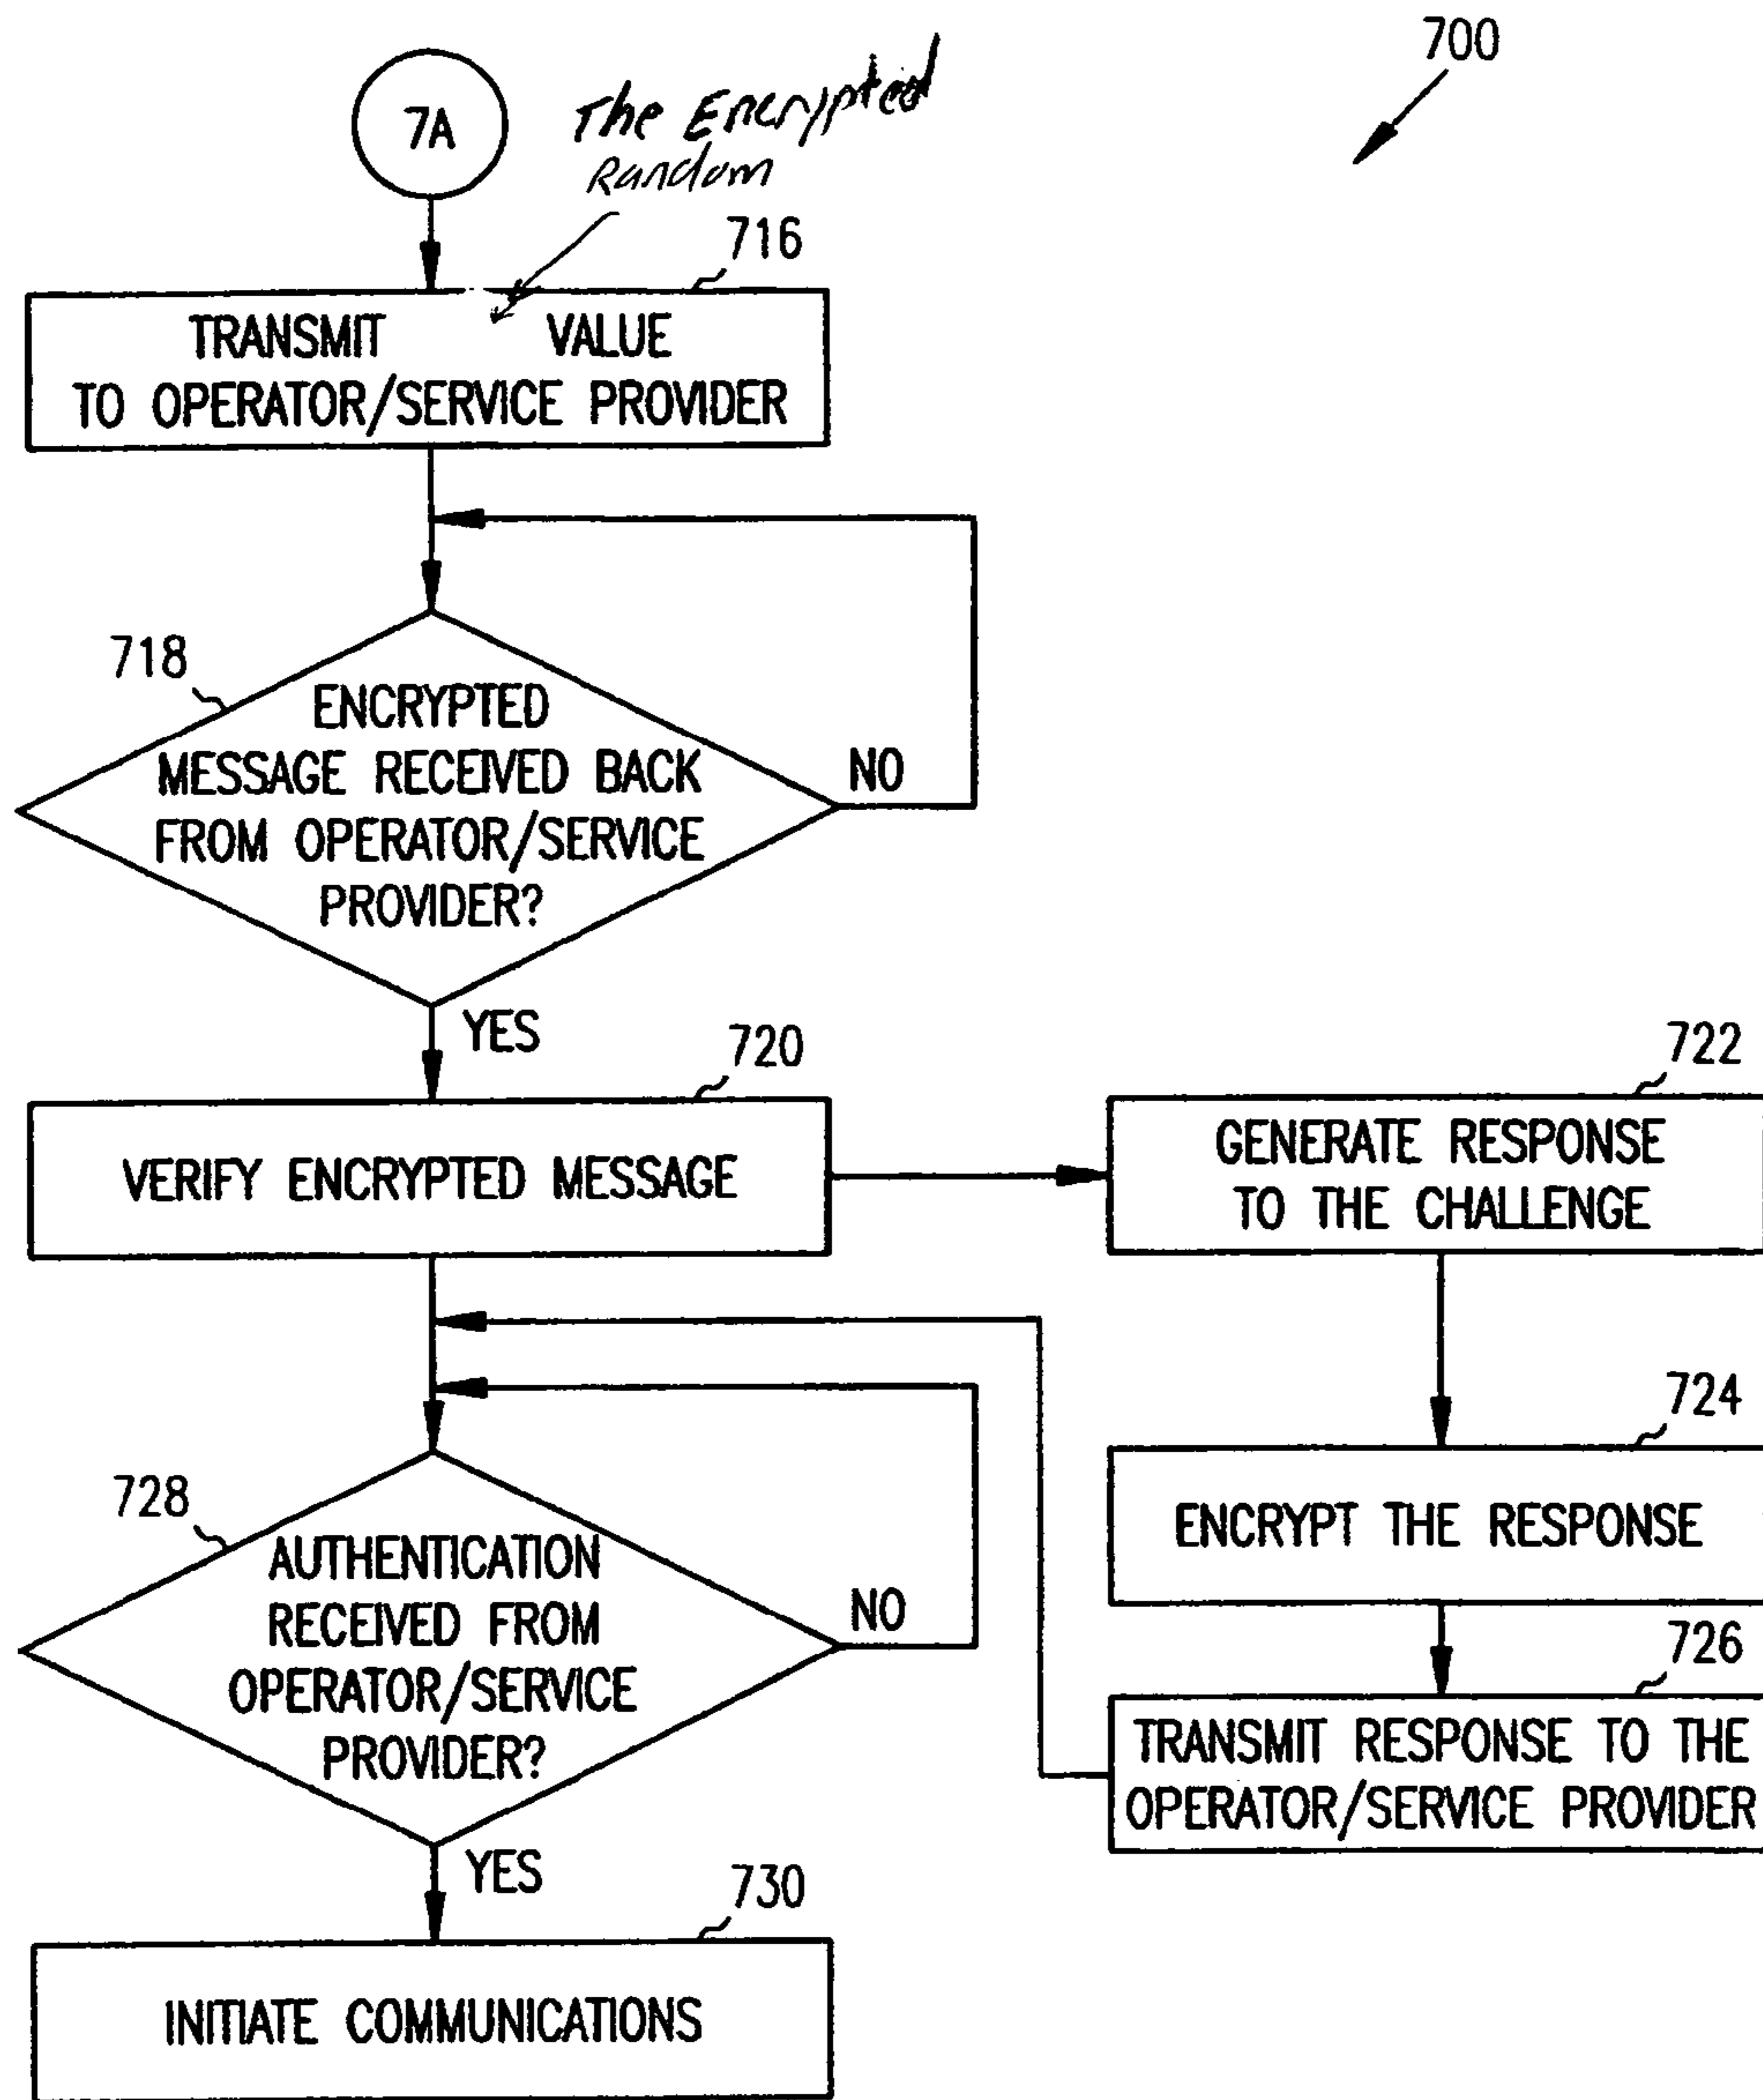 700
7A
The Encrypted
Random
716
TRANSMIT VALUE
TO OPERATOR/SERVICE PROVIDER
718
ENCRYPTED
MESSAGE RECEIVED BACK
FROM OPERATOR/SERVICE
PROVIDER?
NO
YES
720
VERIFY ENCRYPTED MESSAGE
722
GENERATE RESPONSE
TO THE CHALLENGE
724
ENCRYPT THE RESPONSE
726
TRANSMIT RESPONSE TO THE
OPERATOR/SERVICE PROVIDER
728
AUTHENTICATION
RECEIVED FROM
OPERATOR/SERVICE
PROVIDER?
NO
YES
730
INITIATE COMMUNICATIONS